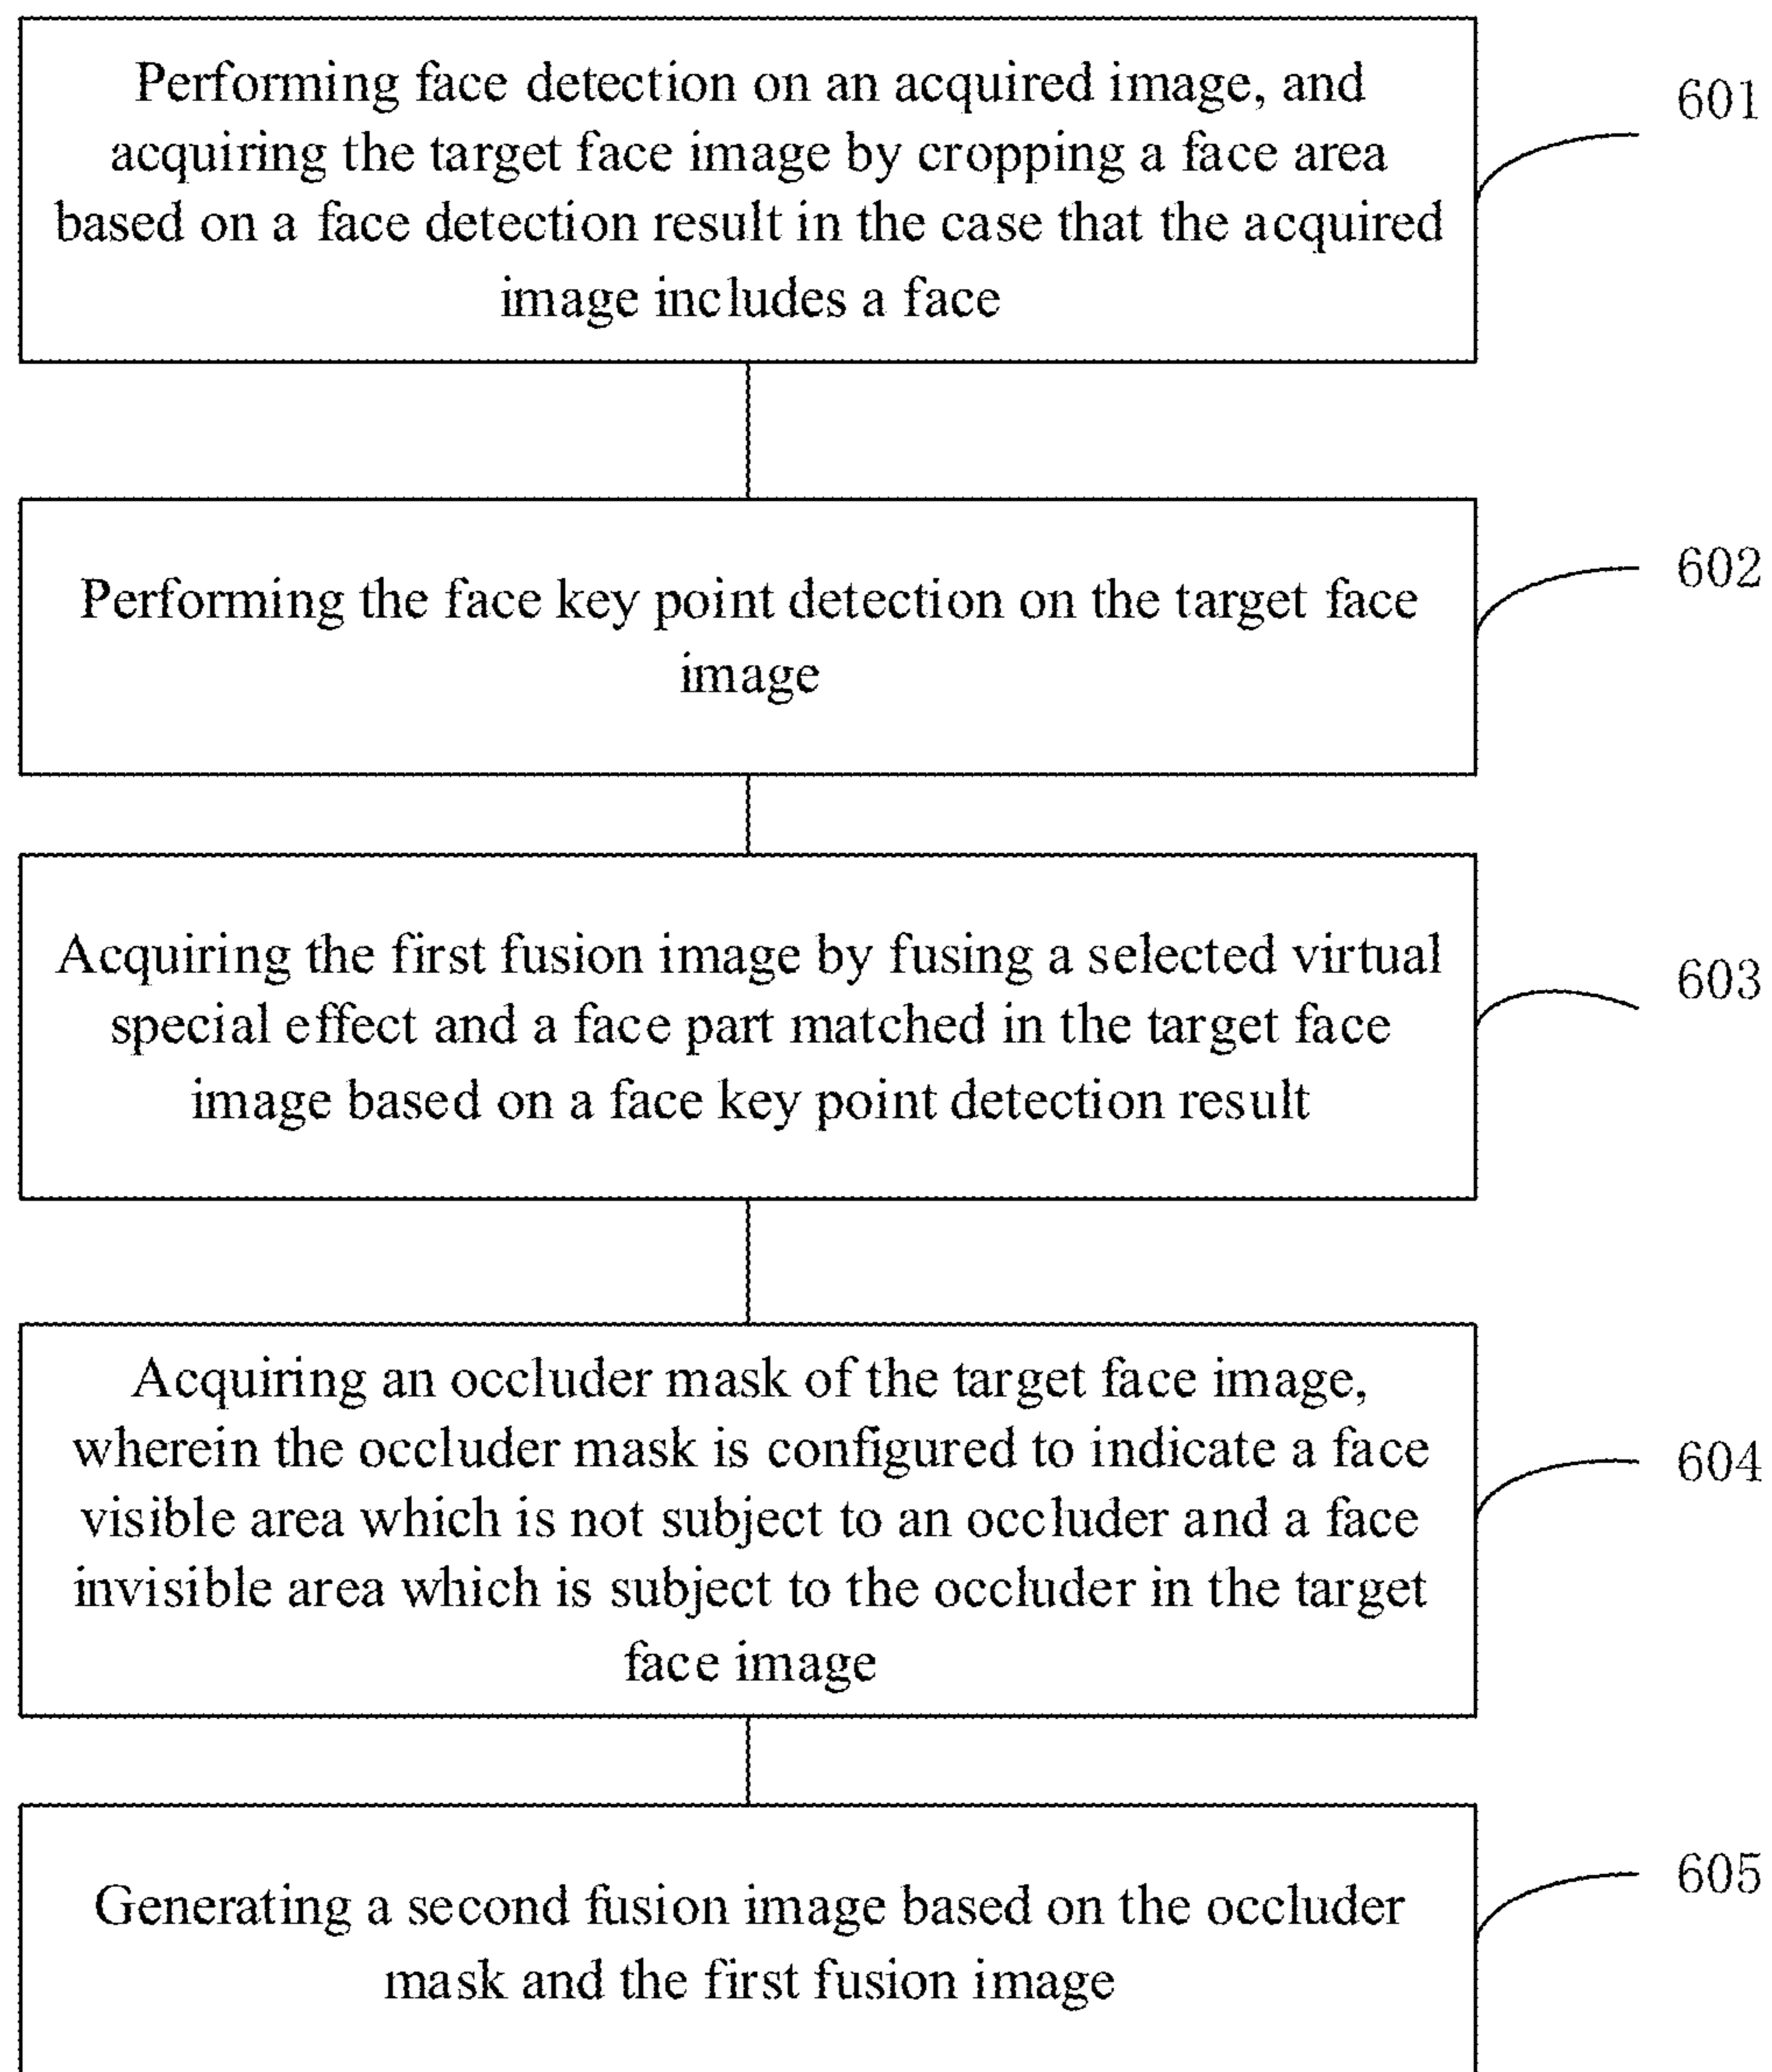 Performing face detection on an acquired image, and
acquiring the target face image by cropping a face area
based on a face detection result in the case that the acquired
image includes a face
601
Performing the face key point detection on the target face
image
602
Acquiring the first fusion image by fusing a selected virtual
special effect and a face part matched in the target face
image based on a face key point detection result
603
Acquiring an occluder mask of the target face image,
wherein the occluder mask is configured to indicate a face
visible area which is not subject to an occluder and a face
invisible area which is subject to the occluder in the target
face image
604
Generating a second fusion image based on the occluder
mask and the first fusion image
605